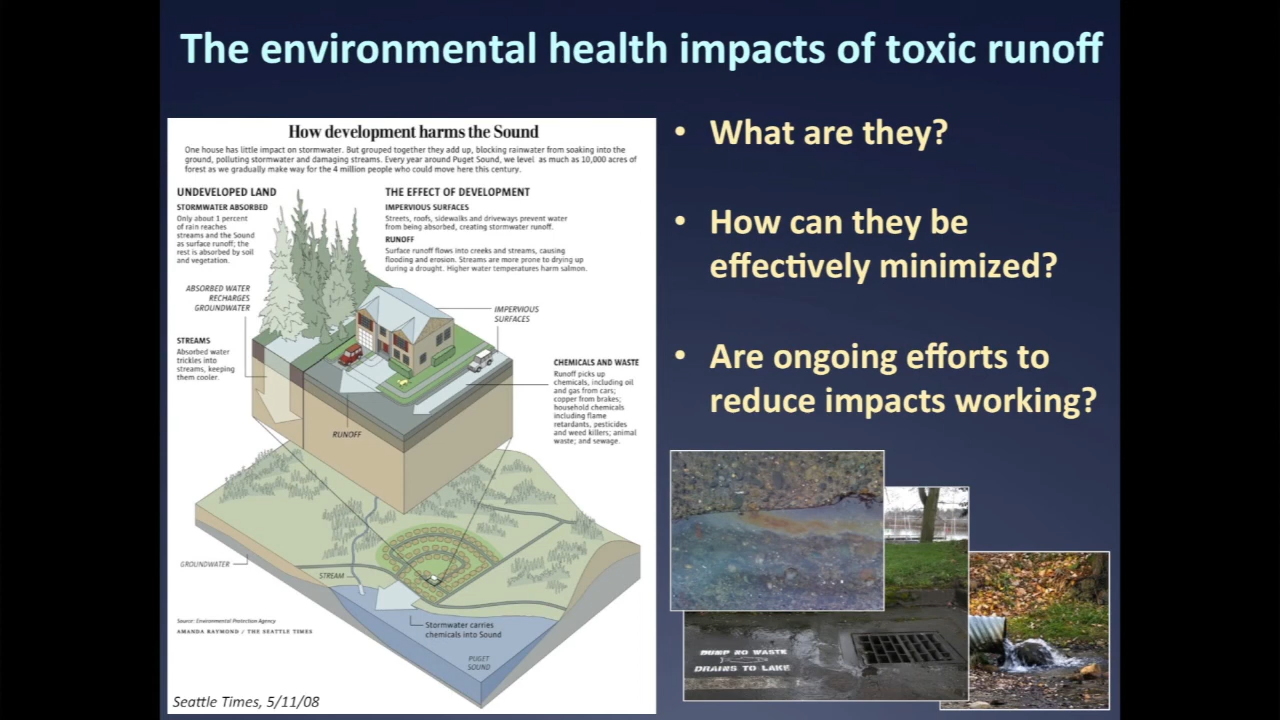 The environmental health impacts of toxic runoff
How development harms the Sound
One house has little impact on stormwater. But grouped together they add up, blocking rainwater from soaking into the
ground, polluting stormwater and damaging streams. Every year around Puget Sound, we level as much as 10,000 acres of
forest as we gradually make way for the 4 million people who could move here this century.
UNDEVELOPED LAND
STORMWATER ABSORBED
Only about 1 percent
of rain reaches
streams and the Sound
as surface runoff; the
rest is absorbed by soil
and vegetation.
ABSORBED WATER
RECHARGES
GROUNDWATER
STREAMS
Absorbed water
trickles into
streams, keeping
them cooler.
THE EFFECT OF DEVELOPMENT
IMPERVIOUS SURFACES
Streets, roofs, sidewalks and driveways prevent water
from being absorbed, creating stormwater runoff.
RUNOFF
Surface runoff flows into creeks and streams, causing
flooding and erosion. Streams are more prone to drying up
during a drought. Higher water temperatures harm salmon.
IMPERVIOUS
SURFACES
CHEMICALS AND WASTE
Runoff picks up
chemicals, including oil
and gas from cars;
copper from brakes;
household chemicals
including flame
retardants, pesticides
and weed killers; animal
waste; and sewage.
RUNOFF
GROUNDWATER
STREAM
Stormwater carries
chemicals into Sound
PUGET
SOUND
Source: Environmental Protection Agency
AMANDA RAYMOND / THE SEATTLE TIMES
Seattle Times, 5/11/08
• What are they?
• How can they be
effectively minimized?
• Are ongoing efforts to
reduce impacts working?
DUMP NO WASTE
DRAINS TO LAKE